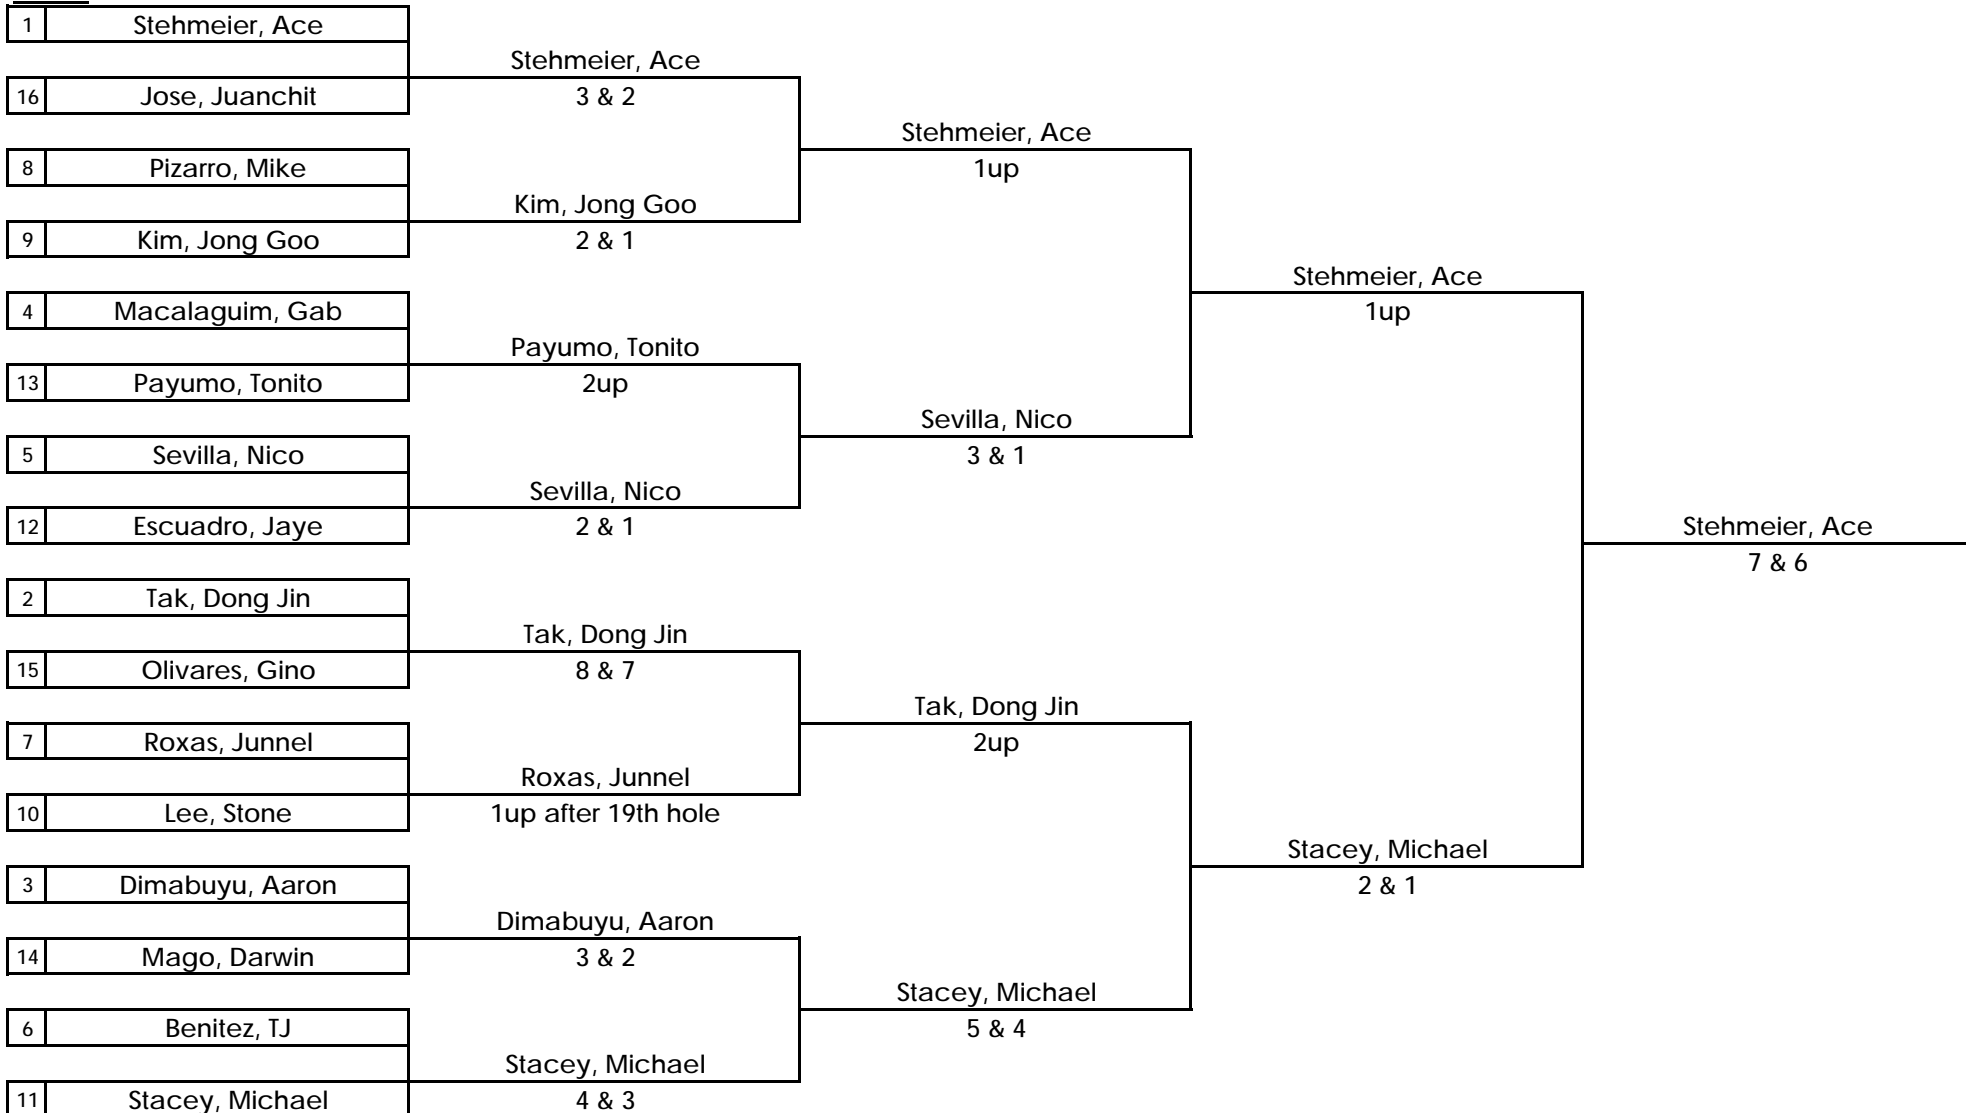 1 Stehmeier, Ace
16 Jose, Juanchit
8 Pizarro, Mike
9 Kim, Jong Goo
4 Macalaguim, Gab
13 Payumo, Tonito
5 Sevilla, Nico
12 Escuadro, Jaye
2 Tak, Dong Jin
15 Olivares, Gino
7 Roxas, Junnel
10 Lee, Stone
3 Dimabuyu, Aaron
14 Mago, Darwin
6 Benitez, TJ
11 Stacey, Michael
Stehmeier, Ace
3 & 2
Kim, Jong Goo
2 & 1
Payumo, Tonito
2up
Sevilla, Nico
2 & 1
Tak, Dong Jin
8 & 7
Roxas, Junnel
1up after 19th hole
Dimabuyu, Aaron
3 & 2
Stacey, Michael
4 & 3
Stehmeier, Ace
1up
Sevilla, Nico
3 & 1
Tak, Dong Jin
2up
Stacey, Michael
5 & 4
Stehmeier, Ace
1up
Stacey, Michael
2 & 1
Stehmeier, Ace
7 & 6